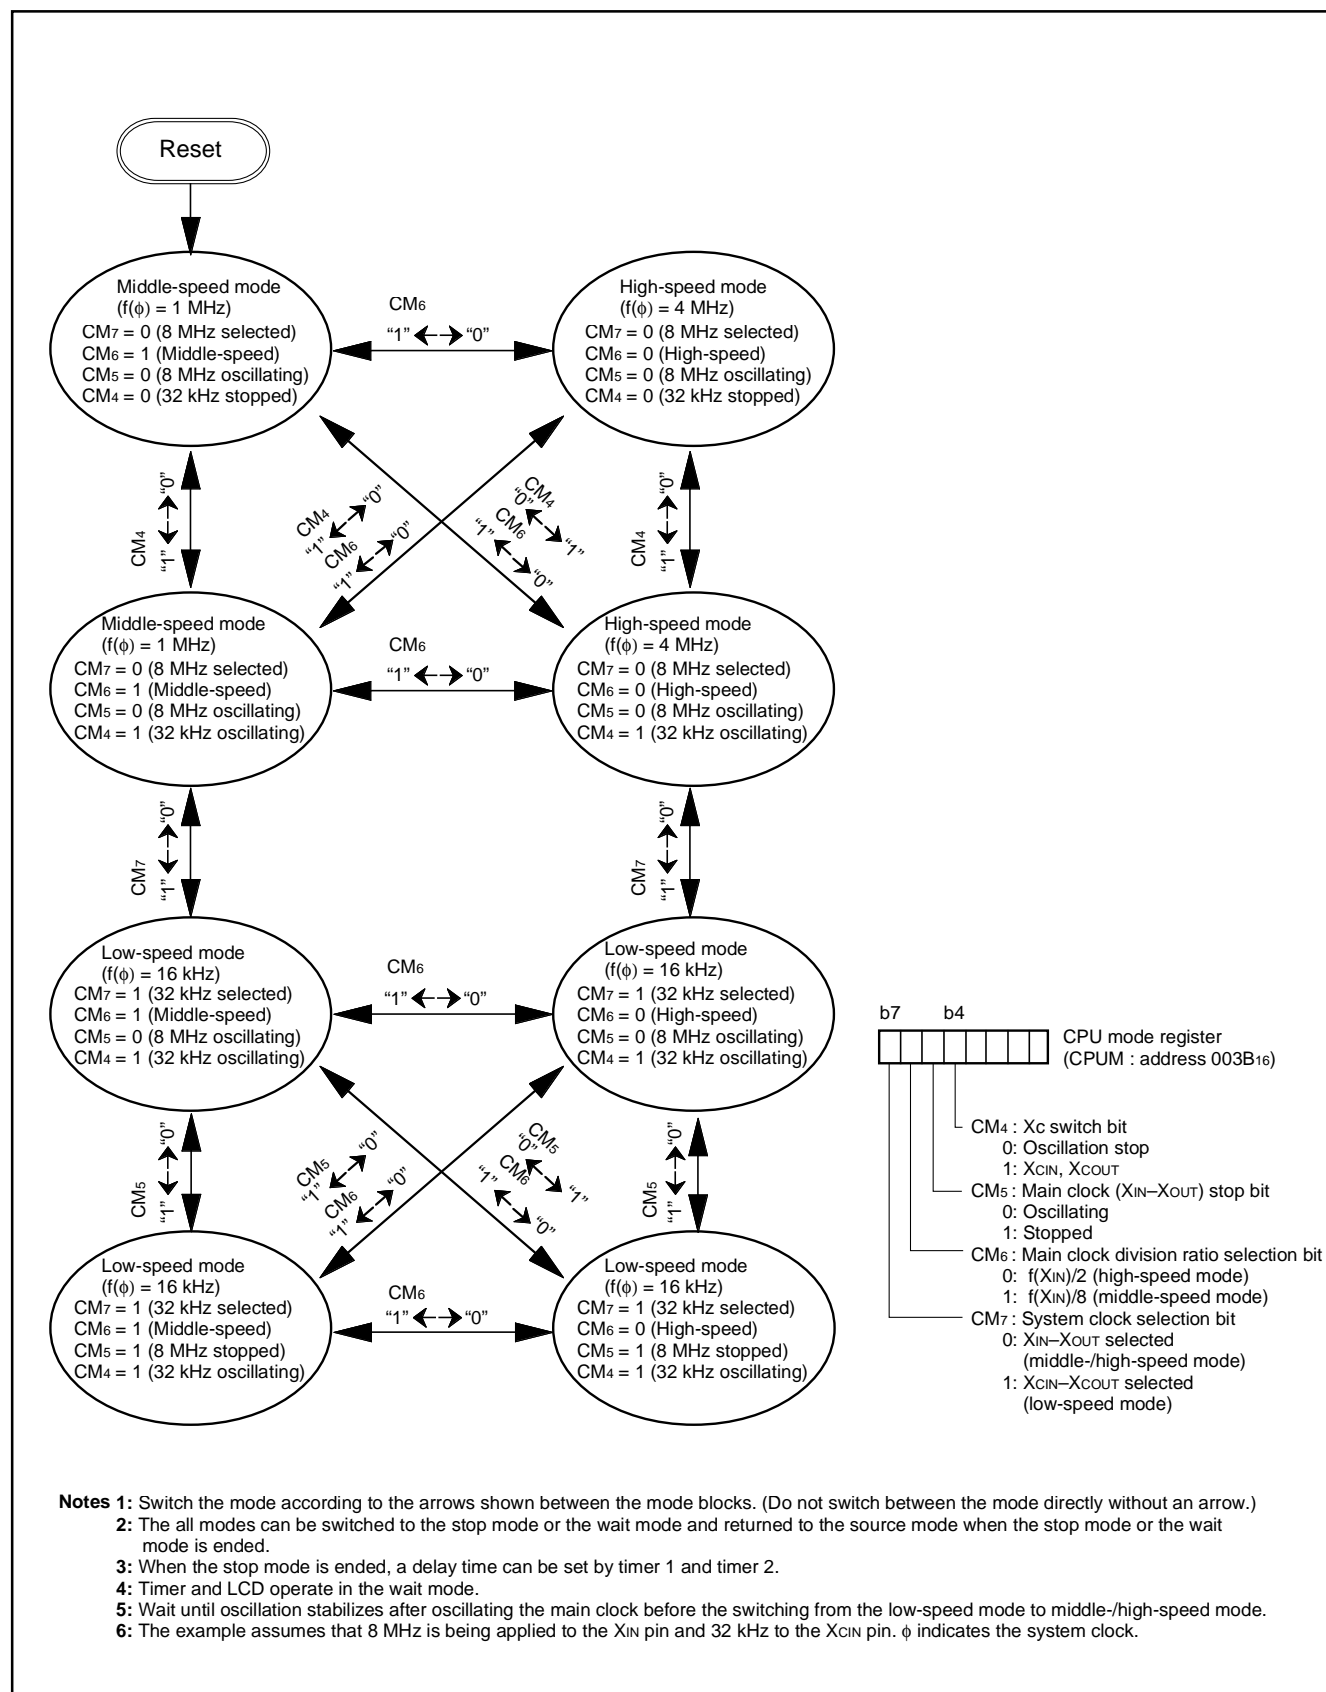 Reset
Middle-speed mode
(f(ϕ) = 1 MHz)
CM7 = 0 (8 MHz selected)
CM6 = 1 (Middle-speed)
CM5 = 0 (8 MHz oscillating)
CM4 = 0 (32 kHz stopped)
CM6
“1” “0”
High-speed mode
(f(ϕ) = 4 MHz)
CM7 = 0 (8 MHz selected)
CM6 = 0 (High-speed)
CM5 = 0 (8 MHz oscillating)
CM4 = 0 (32 kHz stopped)
CM4
“1” “0”
CM4
“1” “0”
CM6
“1” “0”
CM4
“0” “1”
CM6
“1” “0”
CM4
“1” “0”
Middle-speed mode
(f(ϕ) = 1 MHz)
CM7 = 0 (8 MHz selected)
CM6 = 1 (Middle-speed)
CM5 = 0 (8 MHz oscillating)
CM4 = 1 (32 kHz oscillating)
CM6
“1” “0”
High-speed mode
(f(ϕ) = 4 MHz)
CM7 = 0 (8 MHz selected)
CM6 = 0 (High-speed)
CM5 = 0 (8 MHz oscillating)
CM4 = 1 (32 kHz oscillating)
CM7
“1” “0”
CM7
“1” “0”
Low-speed mode
(f(ϕ) = 16 kHz)
CM7 = 1 (32 kHz selected)
CM6 = 1 (Middle-speed)
CM5 = 0 (8 MHz oscillating)
CM4 = 1 (32 kHz oscillating)
CM6
“1” “0”
Low-speed mode
(f(ϕ) = 16 kHz)
CM7 = 1 (32 kHz selected)
CM6 = 0 (High-speed)
CM5 = 0 (8 MHz oscillating)
CM4 = 1 (32 kHz oscillating)
CM5
“1” “0”
CM5
“1” “0”
CM6
“1” “0”
CM5
“0” “1”
CM6
“1” “0”
CM5
“1” “0”
Low-speed mode
(f(ϕ) = 16 kHz)
CM7 = 1 (32 kHz selected)
CM6 = 1 (Middle-speed)
CM5 = 1 (8 MHz stopped)
CM4 = 1 (32 kHz oscillating)
CM6
“1” “0”
Low-speed mode
(f(ϕ) = 16 kHz)
CM7 = 1 (32 kHz selected)
CM6 = 0 (High-speed)
CM5 = 1 (8 MHz stopped)
CM4 = 1 (32 kHz oscillating)
b7 b4
CPU mode register
(CPUM : address 003B16)
CM4 : Xc switch bit
0: Oscillation stop
1: XCIN, XCOUT
CM5 : Main clock (XIN–XOUT) stop bit
0: Oscillating
1: Stopped
CM6 : Main clock division ratio selection bit
0: f(XIN)/2 (high-speed mode)
1: f(XIN)/8 (middle-speed mode)
CM7 : System clock selection bit
0: XIN–XOUT selected
(middle-/high-speed mode)
1: XCIN–XCOUT selected
(low-speed mode)
Notes 1: Switch the mode according to the arrows shown between the mode blocks. (Do not switch between the mode directly without an arrow.)
2: The all modes can be switched to the stop mode or the wait mode and returned to the source mode when the stop mode or the wait
mode is ended.
3: When the stop mode is ended, a delay time can be set by timer 1 and timer 2.
4: Timer and LCD operate in the wait mode.
5: Wait until oscillation stabilizes after oscillating the main clock before the switching from the low-speed mode to middle-/high-speed mode.
6: The example assumes that 8 MHz is being applied to the XIN pin and 32 kHz to the XCIN pin. ϕ indicates the system clock.